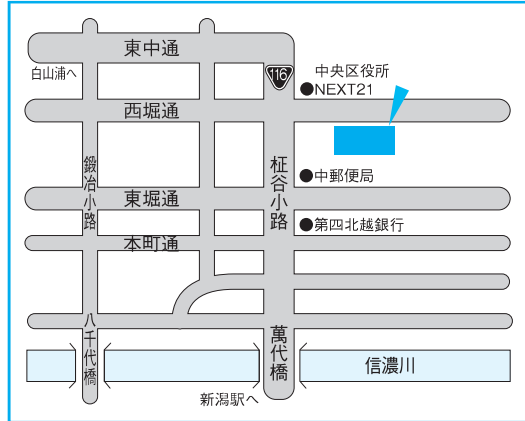 東中通
白山浦へ
116
中央区役所
●NEXT21
西堀通
鍛冶小路
柾谷小路
●中郵便局
東堀通
●第四北越銀行
本町通
八千代橋
萬代橋
信濃川
新潟駅へ